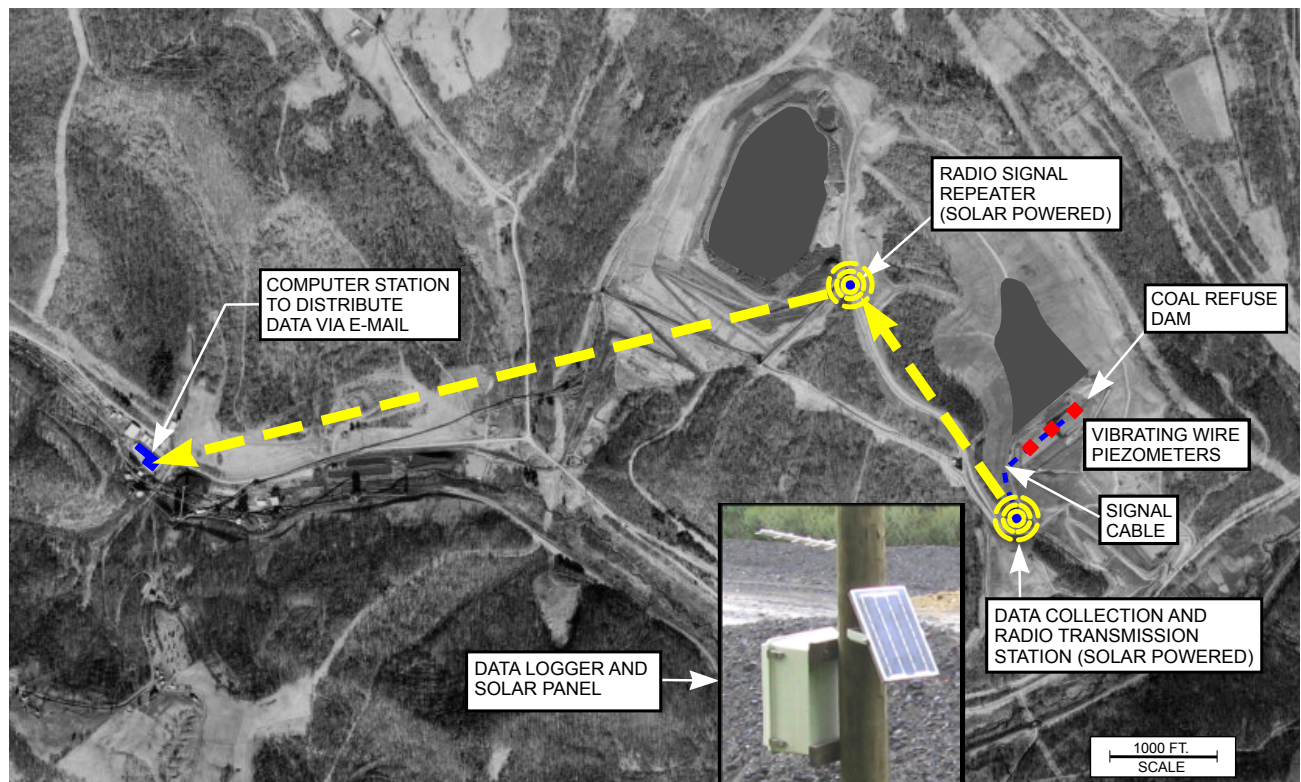 RADIO SIGNAL
REPEATER
(SOLAR POWERED)
COMPUTER STATION
TO DISTRIBUTE
DATA VIA E-MAIL
COAL REFUSE
DAM
VIBRATING WIRE
PIEZOMETERS
SIGNAL
CABLE
DATA COLLECTION AND
RADIO TRANSMISSION
STATION (SOLAR POWERED)
DATA LOGGER AND
SOLAR PANEL
1000 FT.
SCALE